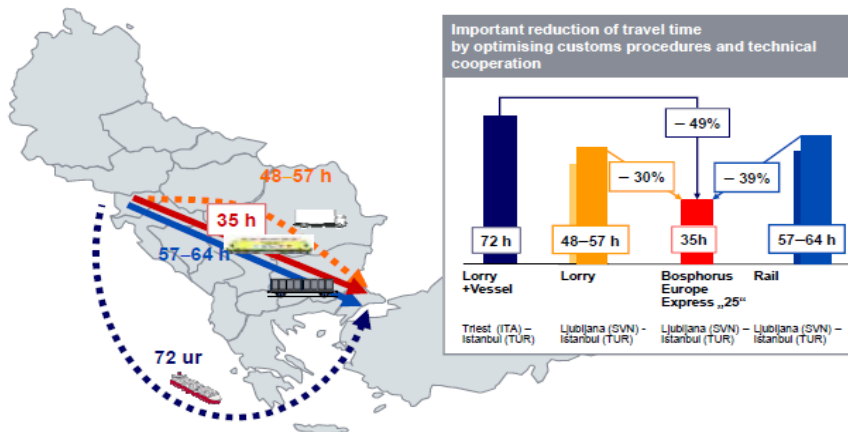 Important reduction of travel time
by optimising customs procedures and technical
cooperation
– 49%
– 30%
– 39%
72 h
48–57 h
35h
57–64 h
Lorry
+Vessel
Lorry
Bosphorus
Europe
Express „25“
Rail
Triest (ITA) –
Istanbul (TUR)
Ljubljana (SVN) -
Istanbul (TUR)
Ljubljana (SVN) –
Istanbul (TUR)
Ljubljana (SVN) –
Istanbul (TUR)
48–57 h
35 h
57–64 h
72 ur